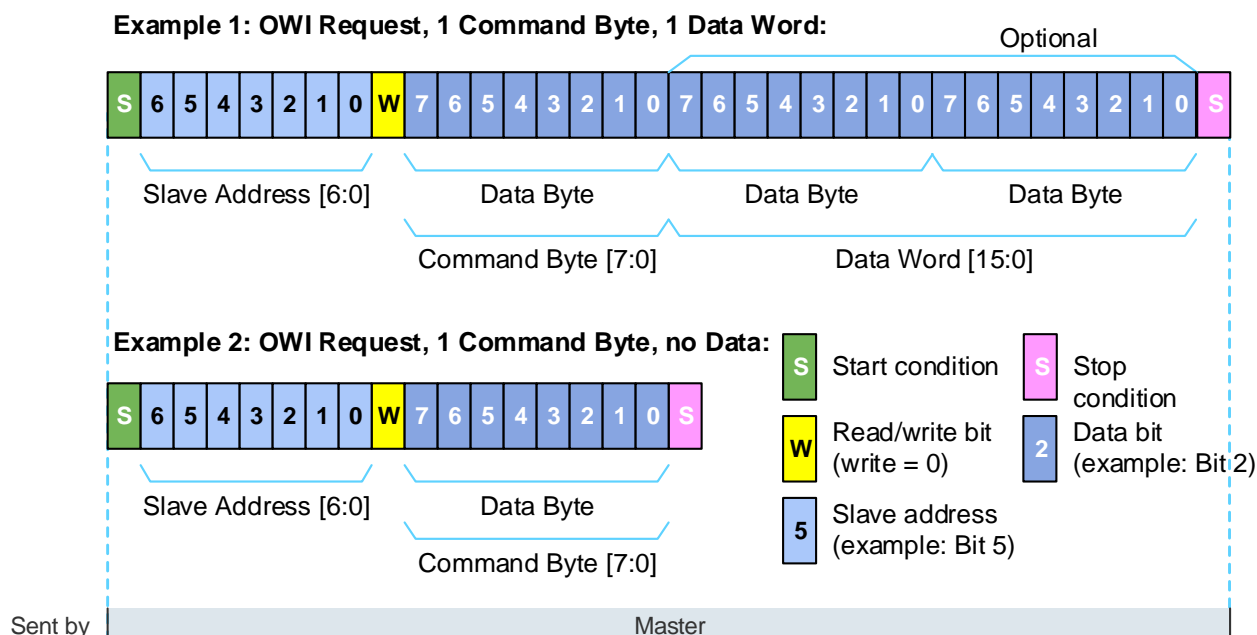 Example 1: OWI Request, 1 Command Byte, 1 Data Word:
Optional
S 6 5 4 3 2 1 0 W 7 6 5 4 3 2 1 0 7 6 5 4 3 2 1 0 7 6 5 4 3 2 1 0 S
Slave Address [6:0] Data Byte Data Byte Data Byte
Command Byte [7:0] Data Word [15:0]
Example 2: OWI Request, 1 Command Byte, no Data:
S 6 5 4 3 2 1 0 W 7 6 5 4 3 2 1 0 S
Slave Address [6:0] Data Byte
Command Byte [7:0]
S Start condition
S Stop
condition
W Read/write bit
(write = 0)
2 Data bit
(example: Bit 2)
5 Slave address
(example: Bit 5)
Sent by Master